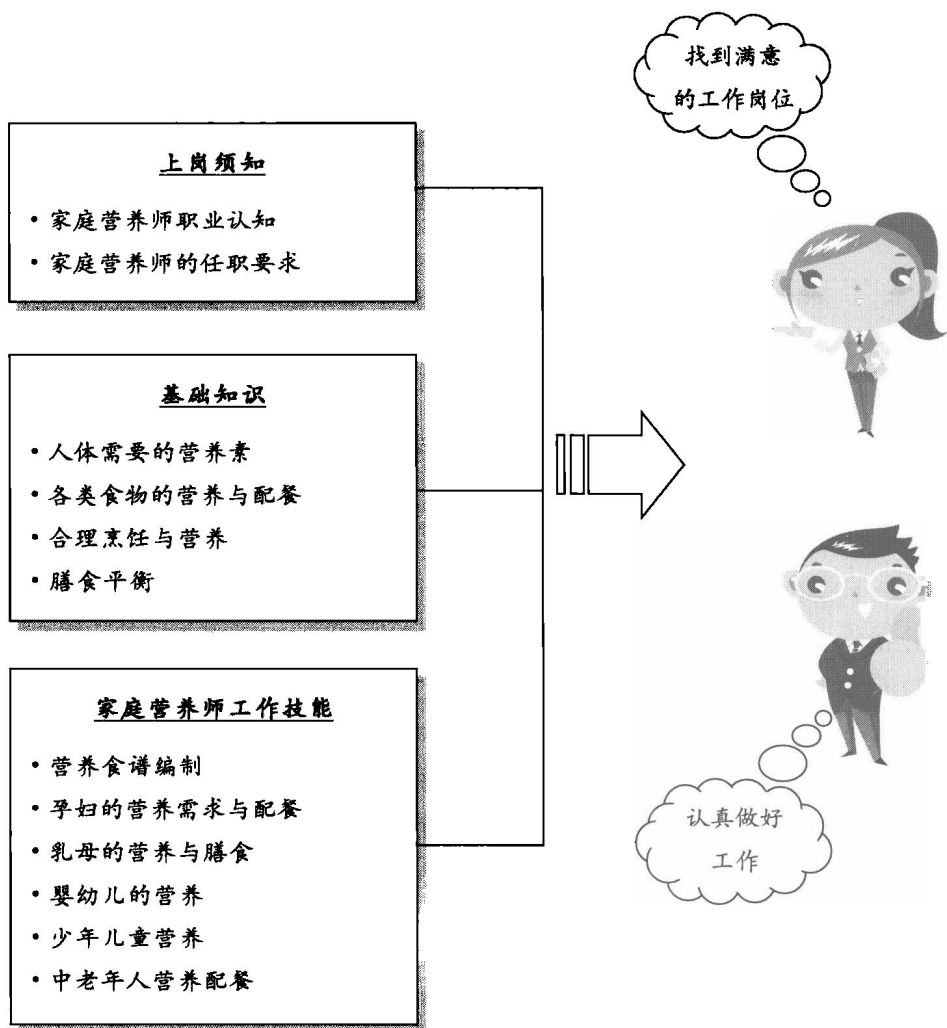 上岗须知
• 家庭营养师职业认知
• 家庭营养师的任职要求
基础知识
• 人体需要的营养素
• 各类食物的营养与配餐
• 合理烹饪与营养
• 膳食平衡
家庭营养师工作技能
• 营养食谱编制
• 孕妇的营养需求与配餐
• 乳母的营养与膳食
• 婴幼儿的营养
• 少年儿童营养
• 中老年人营养配餐
找到满意
的工作岗位
认真做好
工作